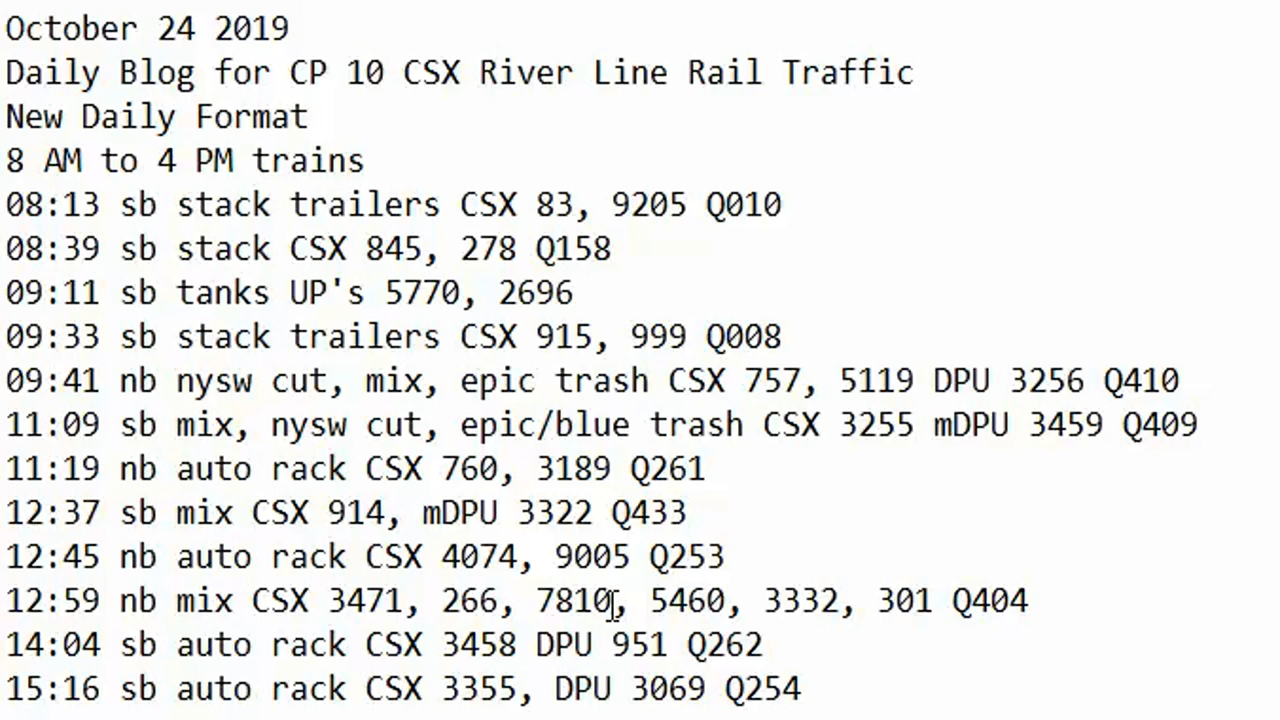 October 24 2019
Daily Blog for CP 10 CSX River Line Rail Traffic
New Daily Format
8 AM to 4 PM trains
08:13 sb stack trailers CSX 83, 9205 Q010
08:39 sb stack CSX 845, 278 Q158
09:11 sb tanks UP's 5770, 2696
09:33 sb stack trailers CSX 915, 999 Q008
09:41 nb nysw cut, mix, epic trash CSX 757, 5119 DPU 3256 Q410
11:09 sb mix, nysw cut, epic/blue trash CSX 3255 mDPU 3459 Q409
11:19 nb auto rack CSX 760, 3189 Q261
12:37 sb mix CSX 914, mDPU 3322 Q433
12:45 nb auto rack CSX 4074, 9005 Q253
12:59 nb mix CSX 3471, 266, 7810, 5460, 3332, 301 Q404
14:04 sb auto rack CSX 3458 DPU 951 Q262
15:16 sb auto rack CSX 3355, DPU 3069 Q254